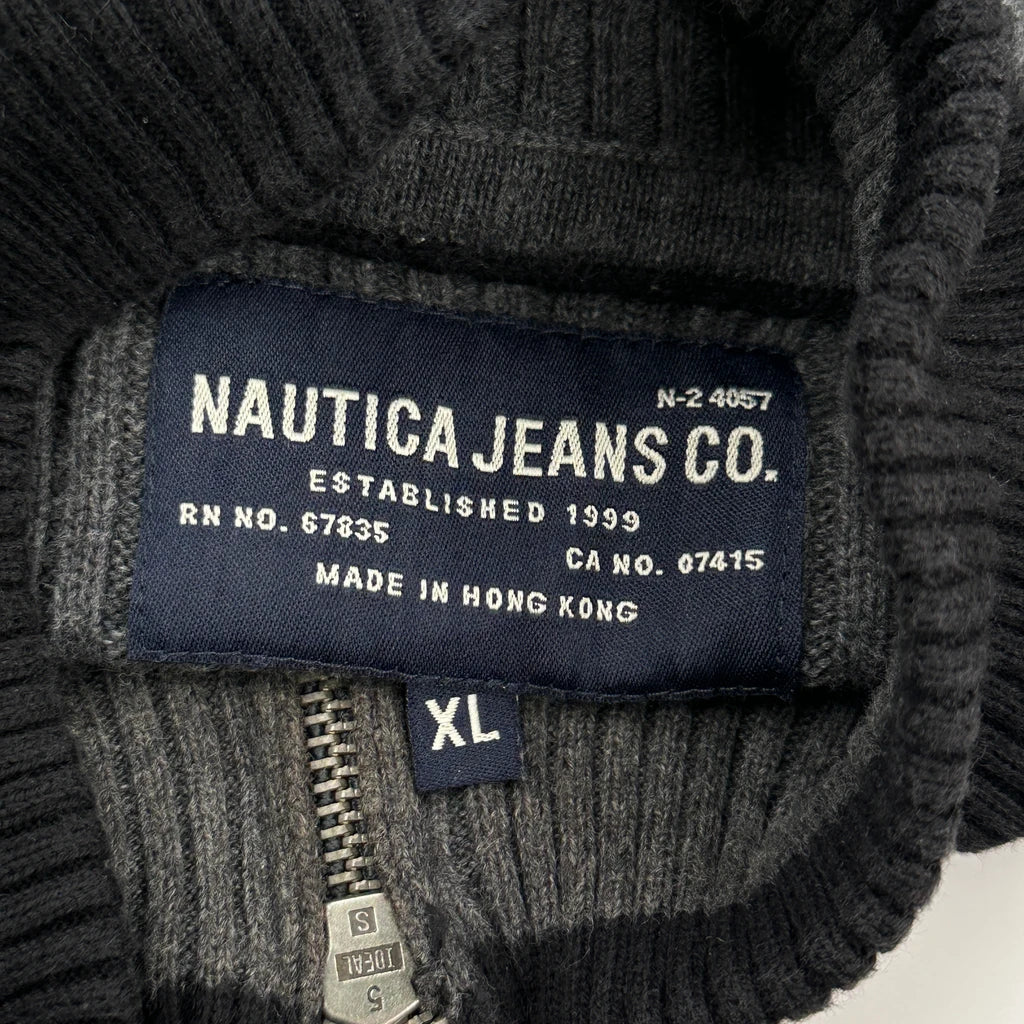 N-2 4057
NAUTICA JEANS CO.
ESTABLISHED 1999
RN NO. 67835
CA NO. 07415
MADE IN HONG KONG
XL
S
IDEAL
5